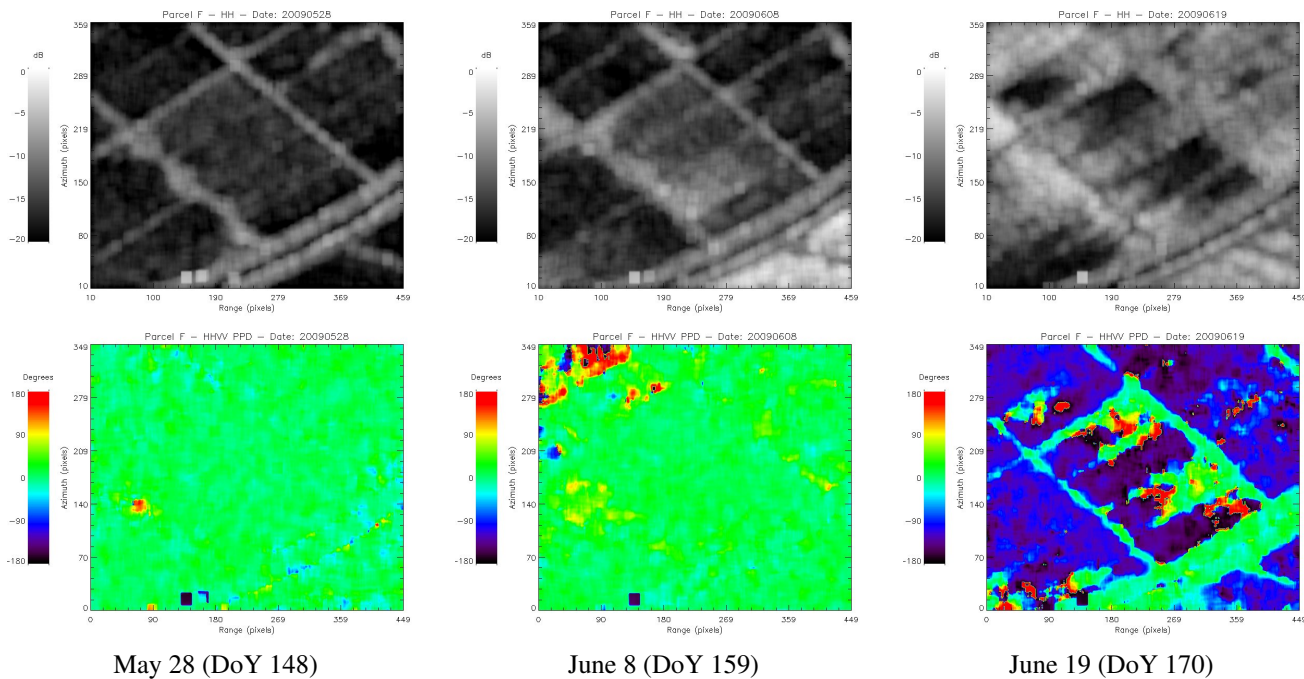 Parcel F - HH - Date: 20090528
dB
0
-5
-10
-15
-20
Azimuth (pixels)
359
289
219
150
80
10
10 100 190 279 369 459
Range (pixels)
Parcel F - HH - Date: 20090608
dB
0
-5
-10
-15
-20
Azimuth (pixels)
359
289
219
150
80
10
10 100 190 279 369 459
Range (pixels)
Parcel F - HH - Date: 20090619
dB
0
-5
-10
-15
-20
Azimuth (pixels)
359
289
219
150
80
10
10 100 190 279 369 459
Range (pixels)
Parcel F - HHVV PPD - Date: 20090528
Degrees
180
90
0
-90
-180
Azimuth (pixels)
349
279
209
140
70
0
0 90 180 269 359 449
Range (pixels)
Parcel F - HHVV PPD - Date: 20090608
Degrees
180
90
0
-90
-180
Azimuth (pixels)
349
279
209
140
70
0
0 90 180 269 359 449
Range (pixels)
Parcel F - HHVV PPD - Date: 20090619
Degrees
180
90
0
-90
-180
Azimuth (pixels)
349
279
209
140
70
0
0 90 180 269 359 449
Range (pixels)
May 28 (DoY 148)
June 8 (DoY 159)
June 19 (DoY 170)